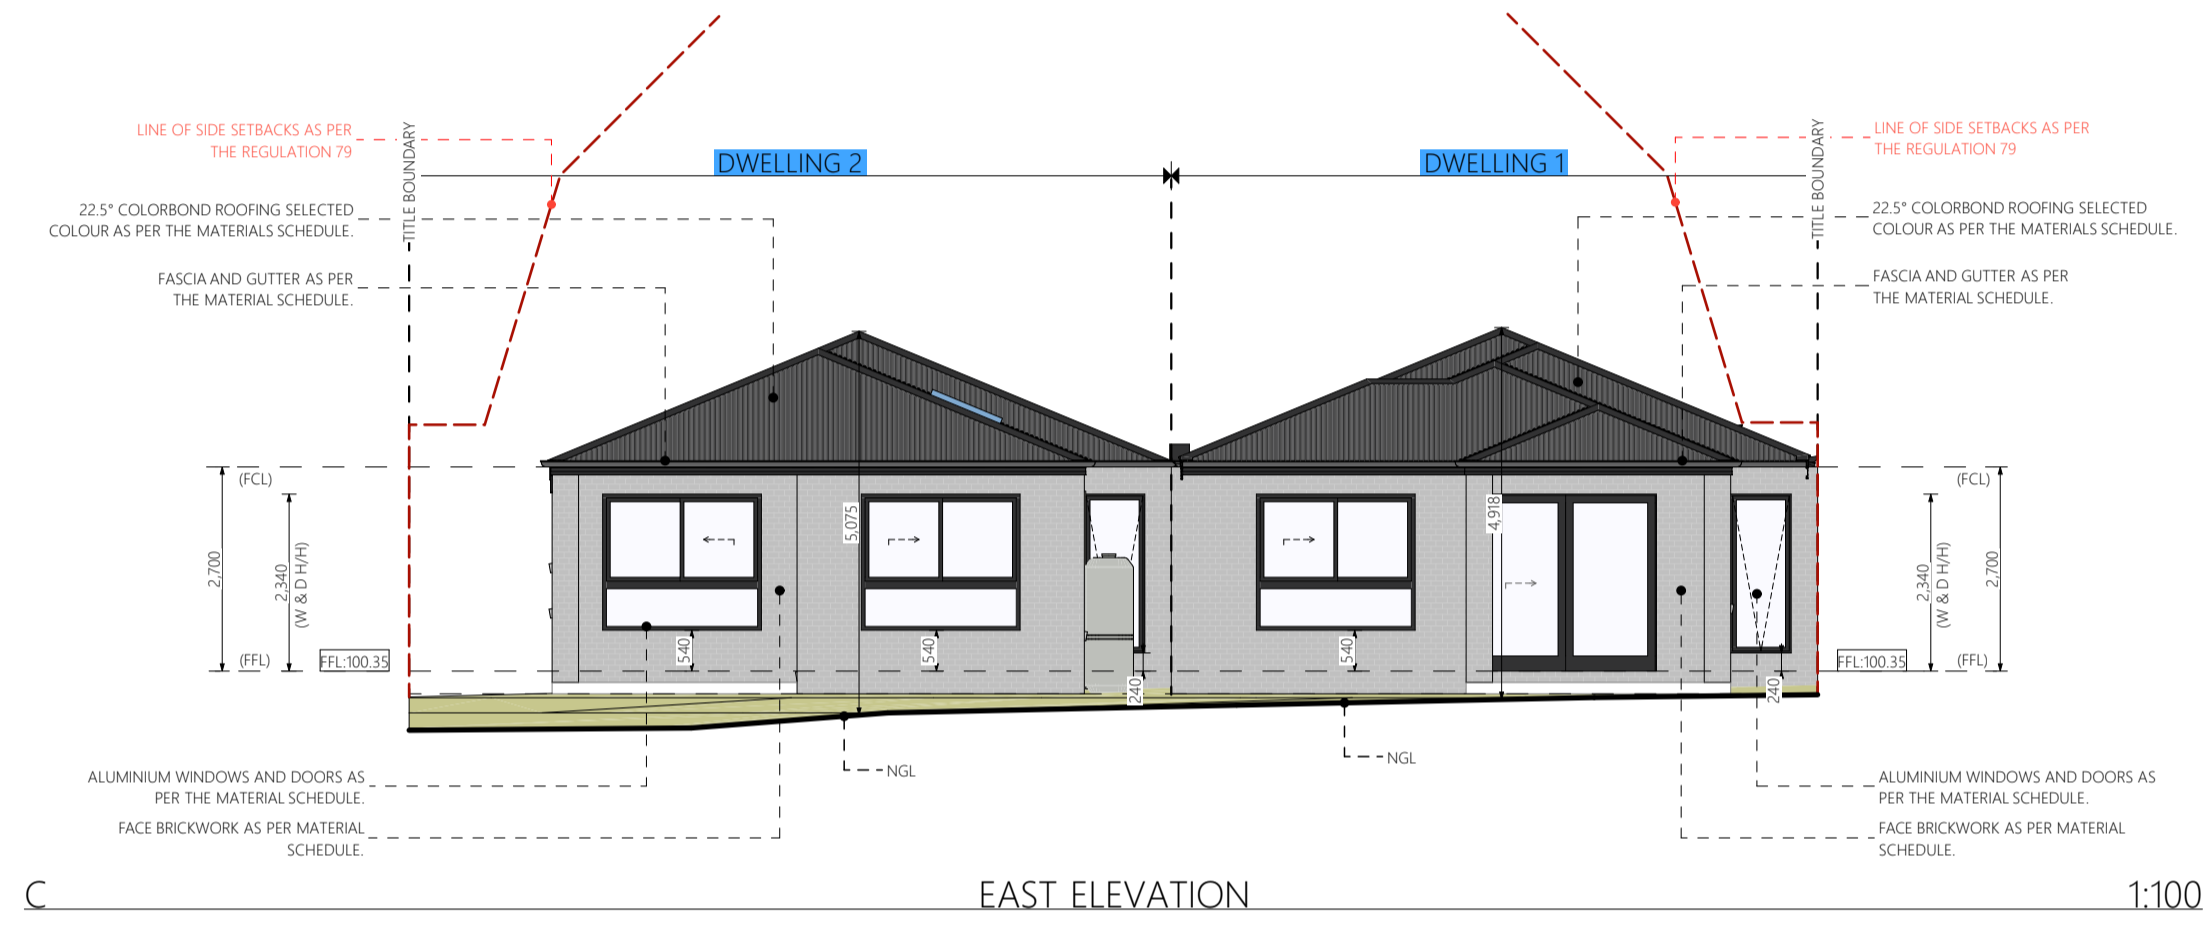 LINE OF SIDE SETBACKS AS PER
THE REGULATION 79
TITLE BOUNDARY
DWELLING 2
DWELLING 1
TITLE BOUNDARY
LINE OF SIDE SETBACKS AS PER
THE REGULATION 79
22.5° COLORBOND ROOFING SELECTED
COLOUR AS PER THE MATERIALS SCHEDULE.
22.5° COLORBOND ROOFING SELECTED
COLOUR AS PER THE MATERIALS SCHEDULE.
FASCIA AND GUTTER AS PER
THE MATERIAL SCHEDULE.
FASCIA AND GUTTER AS PER
THE MATERIAL SCHEDULE.
(FCL)
(FCL)
2,700
2,340
(W & D H/H)
5,075
4,918
2,340
(W & D H/H)
2,700
540
540
540
(FFL)
FFL:100.35
FFL:100.35
(FFL)
240
240
NGL
NGL
ALUMINIUM WINDOWS AND DOORS AS
PER THE MATERIAL SCHEDULE.
ALUMINIUM WINDOWS AND DOORS AS
PER THE MATERIAL SCHEDULE.
FACE BRICKWORK AS PER MATERIAL
SCHEDULE.
FACE BRICKWORK AS PER MATERIAL
SCHEDULE.
C
EAST ELEVATION
1:100